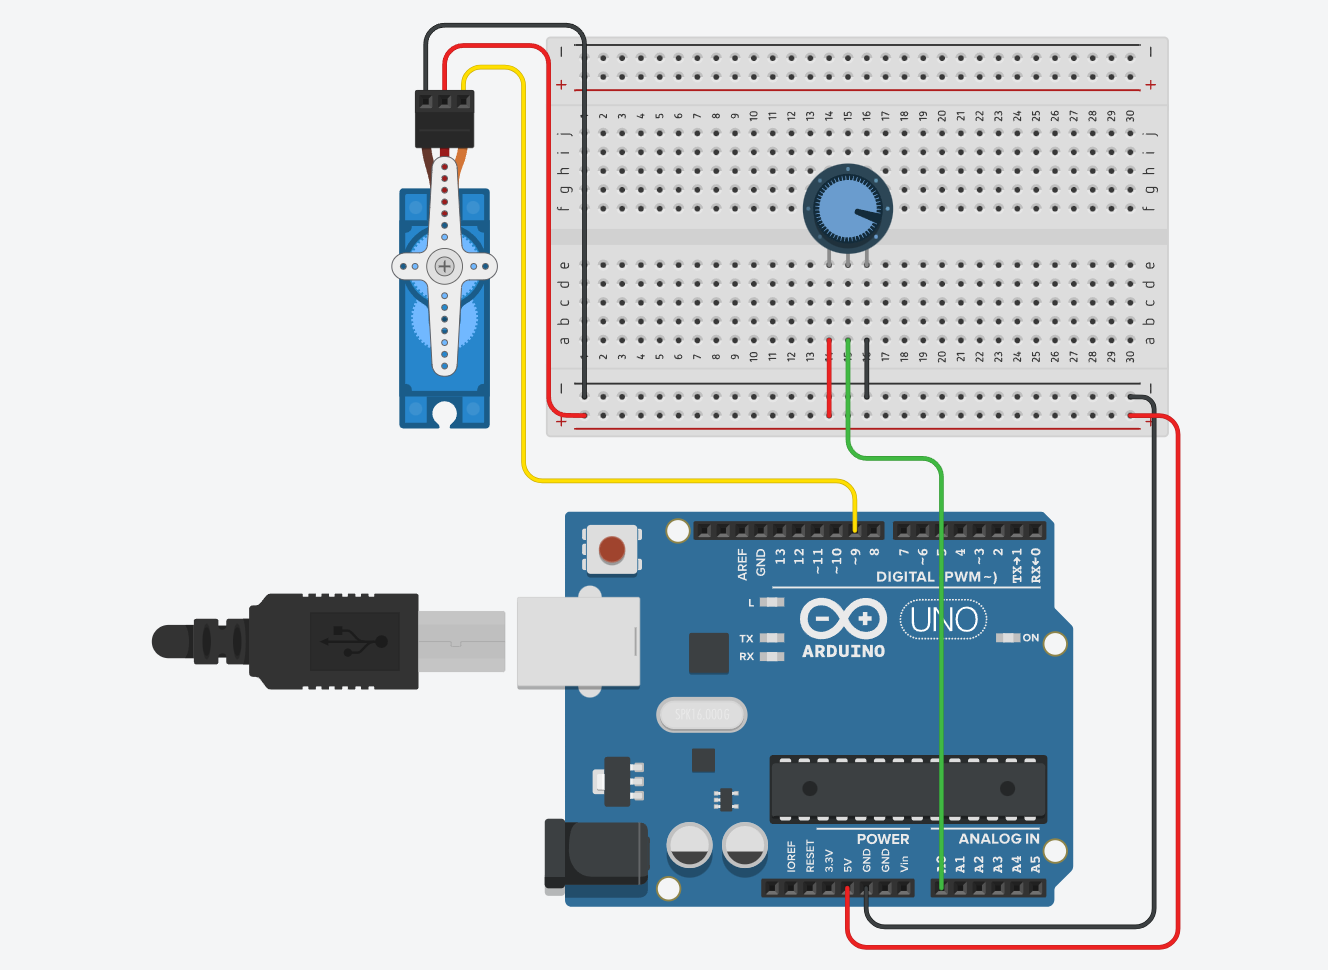 − −
+ +
1 2 3 4 5 6 7 8 9 10 11 12 13 14 15 16 17 18 19 20 21 22 23 24 25 26 27 28 29 30
j j
i i
h h
g g
f f
e e
d d
c c
b b
a a
1 2 3 4 5 6 7 8 9 10 11 12 13 14 15 16 17 18 19 20 21 22 23 24 25 26 27 28 29 30
− −
+ +
AREF GND 13 12 ~11 ~10 ~9 8 7 ~6 5 4 ~3 2 TX→1 RX←0
DIGITAL (PWM~)
L
TX
RX
UNO
ON
ARDUINO
SPK16.000G
POWER ANALOG IN
IOREF RESET 3.3V 5V GND GND Vin A0 A1 A2 A3 A4 A5